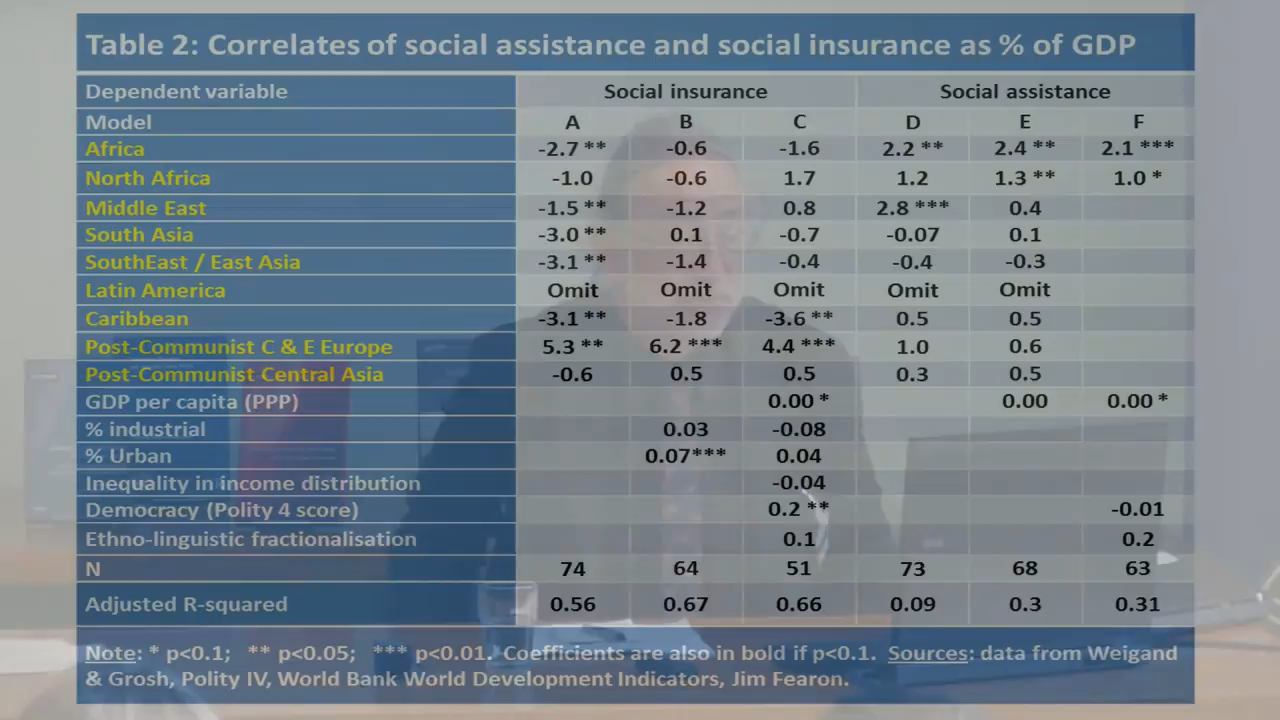 Table 2: Correlates of social assistance and social insurance as % of GDP
Dependent variable Social insurance Social assistance
Model A B C D E F
Africa -2.7 ** -0.6 -1.6 2.2 ** 2.4 ** 2.1 ***
North Africa -1.0 -0.6 1.7 1.2 1.3 ** 1.0 *
Middle East -1.5 ** -1.2 0.8 2.8 *** 0.4
South Asia -3.0 ** 0.1 -0.7 -0.07 0.1
SouthEast / East Asia -3.1 ** -1.4 -0.4 -0.4 -0.3
Latin America Omit Omit Omit Omit Omit
Caribbean -3.1 ** -1.8 -3.6 ** 0.5 0.5
Post-Communist C & E Europe 5.3 ** 6.2 *** 4.4 *** 1.0 0.6
Post-Communist Central Asia -0.6 0.5 0.5 0.3 0.5
GDP per capita (PPP) 0.00 * 0.00 0.00 *
% industrial 0.03 -0.08
% Urban 0.07*** 0.04
Inequality in income distribution -0.04
Democracy (Polity 4 score) 0.2 ** -0.01
Ethno-linguistic fractionalisation 0.1 0.2
N 74 64 51 73 68 63
Adjusted R-squared 0.56 0.67 0.66 0.09 0.3 0.31
Note: * p<0.1; ** p<0.05; *** p<0.01. Coefficients are also in bold if p<0.1. Sources: data from Weigand
& Grosh, Polity IV, World Bank World Development Indicators, Jim Fearon.